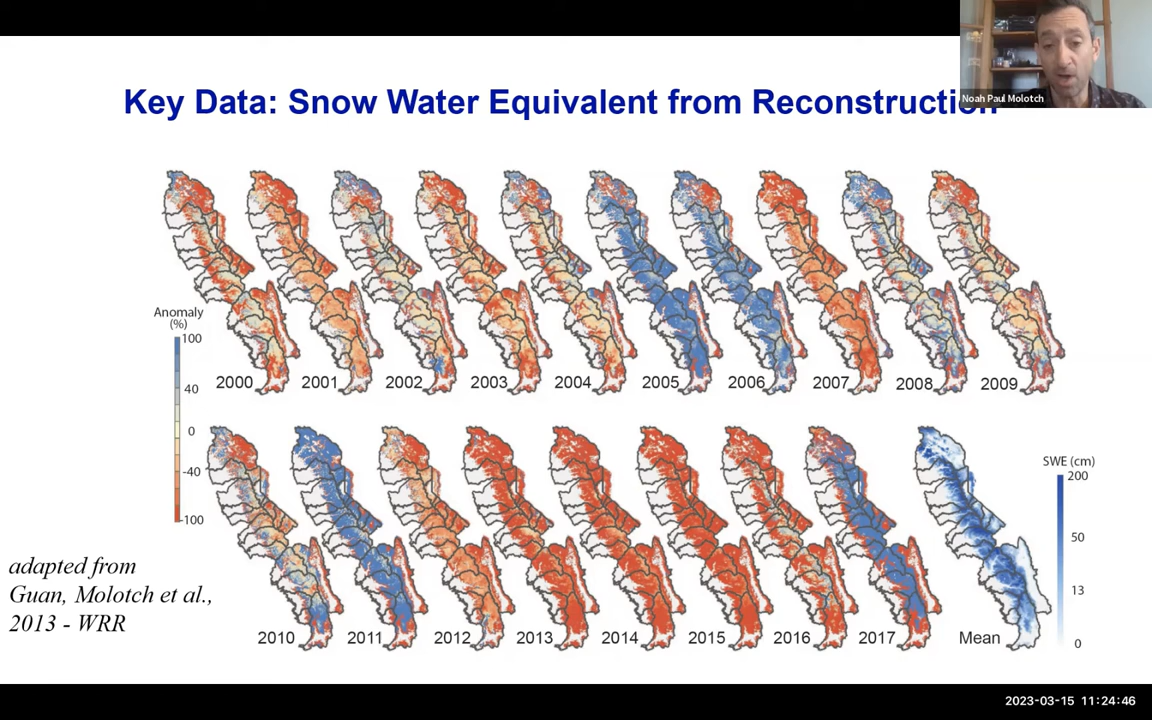 Noah Paul Molotch
Key Data: Snow Water Equivalent from Reconstruction
Anomaly
(%)
100
40
0
-40
-100
2000 2001 2002 2003 2004 2005 2006 2007 2008 2009
SWE (cm)
200
50
13
0
adapted from
Guan, Molotch et al.,
2013 - WRR
2010 2011 2012 2013 2014 2015 2016 2017 Mean
2023-03-15 11:24:46